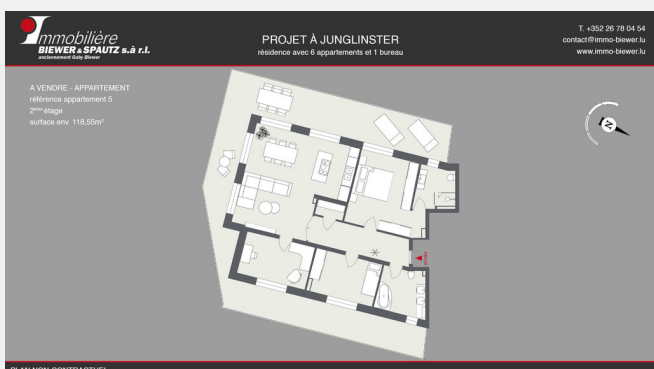 Immobilière
BIEWER & SPAUTZ s.à r.l.
anciennement Gaby Biewer
PROJET À JUNGLINSTER
résidence avec 6 appartements et 1 bureau
T. +352 26 78 04 54
contact@immo-biewer.lu
www.immo-biewer.lu
A VENDRE - APPARTEMENT
référence appartement 5
2ème étage
surface env. 118,55m²
N
PLAN NON CONTRACTUEL